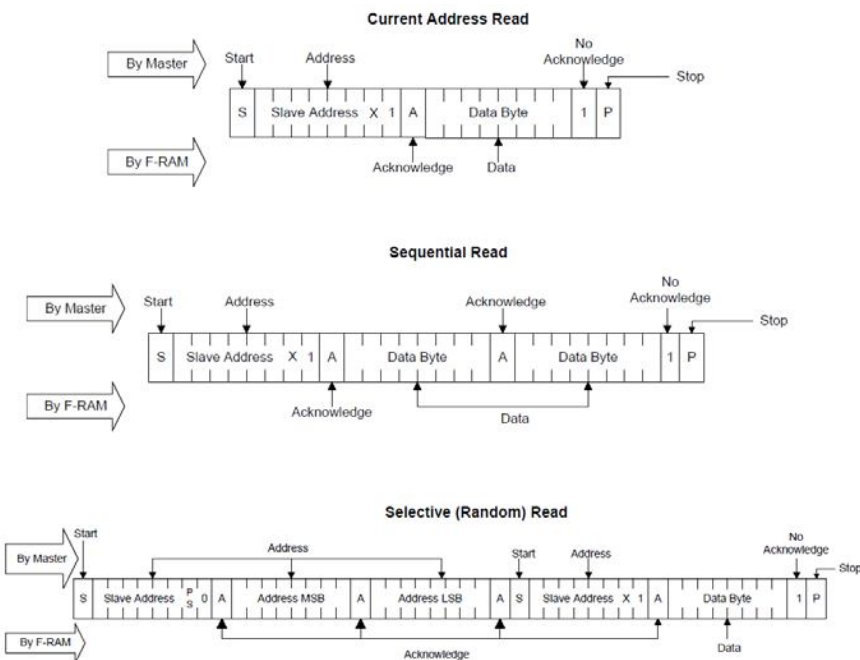 Current Address Read
By Master
Start
Address
No
Acknowledge
Stop
S Slave Address X 1 A Data Byte 1 P
By F-RAM
Acknowledge
Data
Sequential Read
By Master
Start
Address
Acknowledge
No
Acknowledge
Stop
S Slave Address X 1 A Data Byte A Data Byte 1 P
By F-RAM
Acknowledge
Data
Selective (Random) Read
By Master
Start
Address
Start
Address
No
Acknowledge
Stop
S Slave Address PS 0 A Address MSB A Address LSB A S Slave Address X 1 A Data Byte 1 P
By F-RAM
Acknowledge
Data